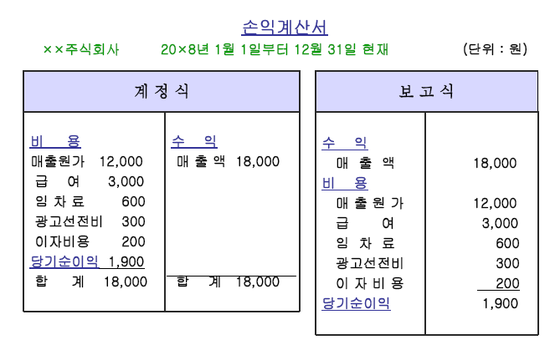 손익계산서
××주식회사 20×8년 1월 1일부터 12월 31일 현재 (단위 : 원)
계 정 식
비 용 수 익
매출원가 12,000 매 출 액 18,000
급 여 3,000
임 차 료 600
광고선전비 300
이자비용 200
당기순이익 1,900
합 계 18,000 합 계 18,000
보 고 식
수 익
매 출 액 18,000
비 용
매 출 원 가 12,000
급 여 3,000
임 차 료 600
광고선전비 300
이 자 비 용 200
당기순이익 1,900